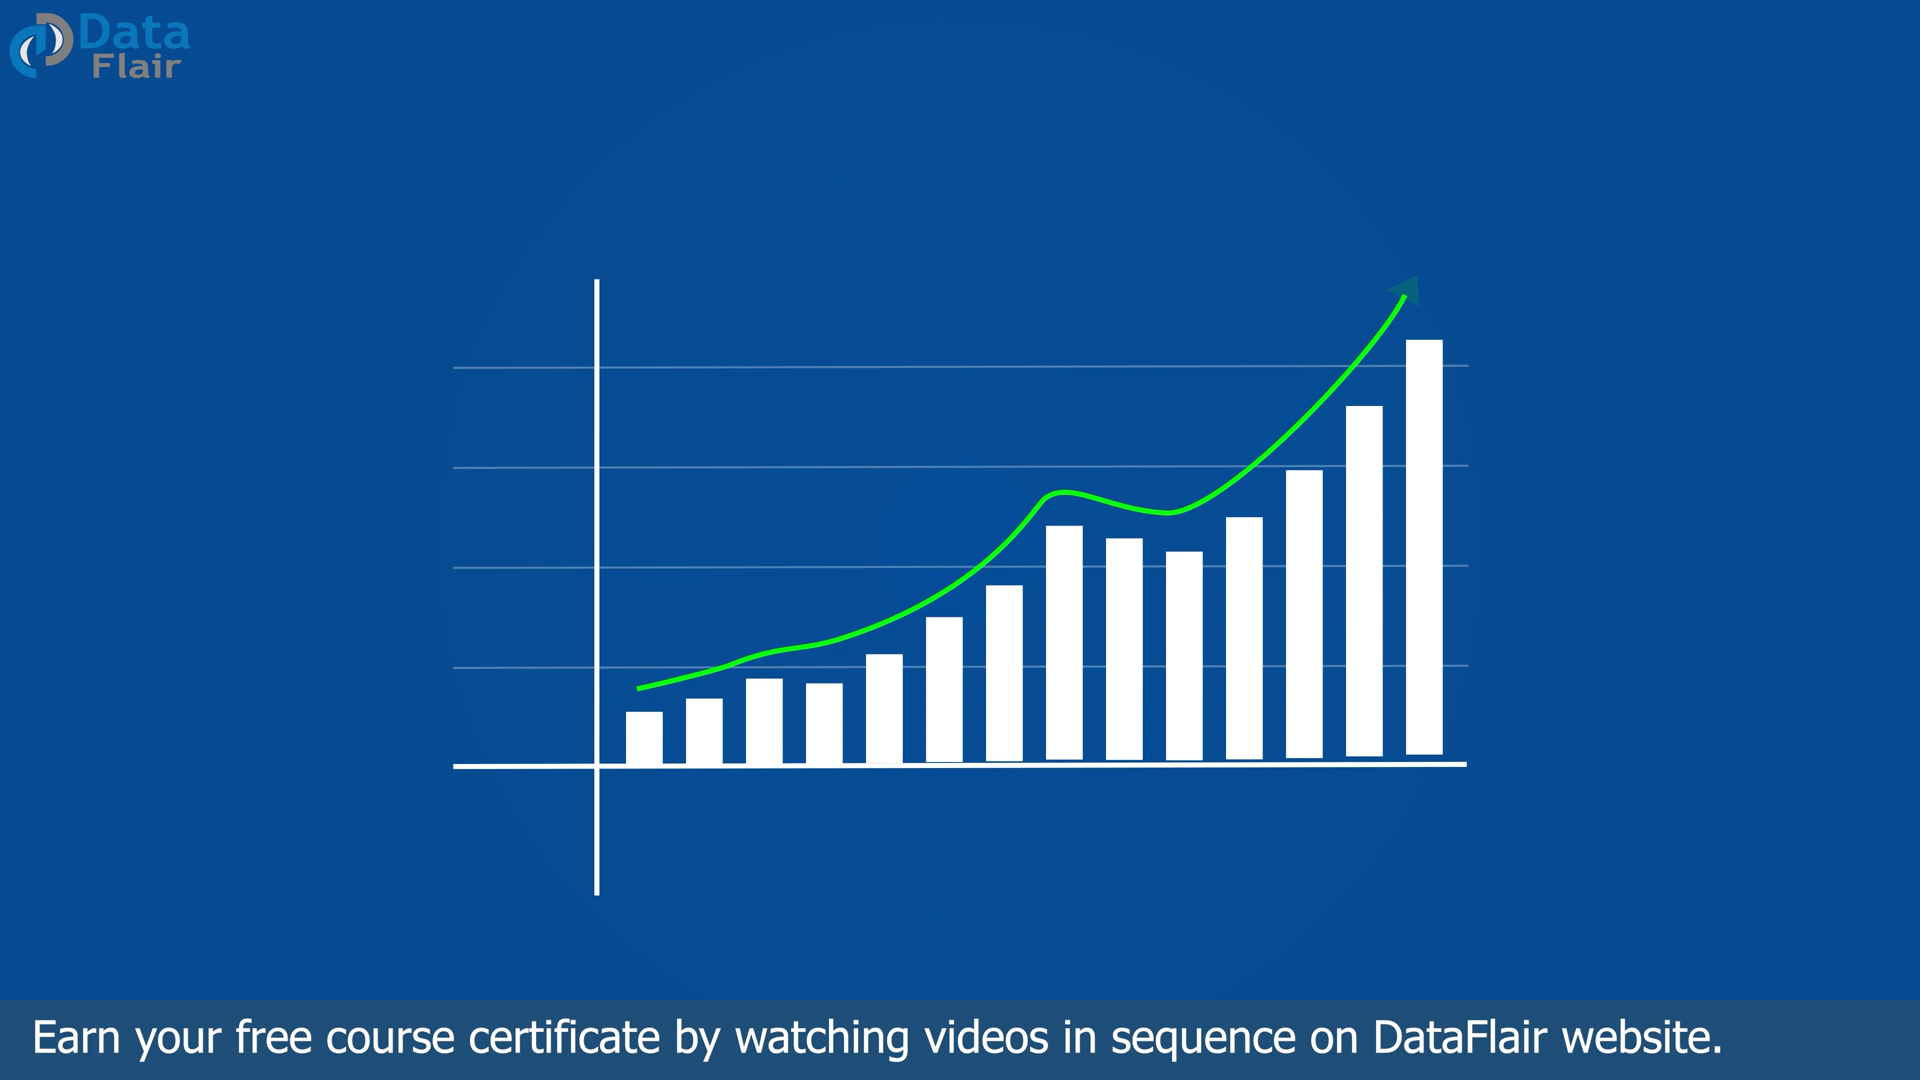 Data
Flair
Earn your free course certificate by watching videos in sequence on DataFlair website.